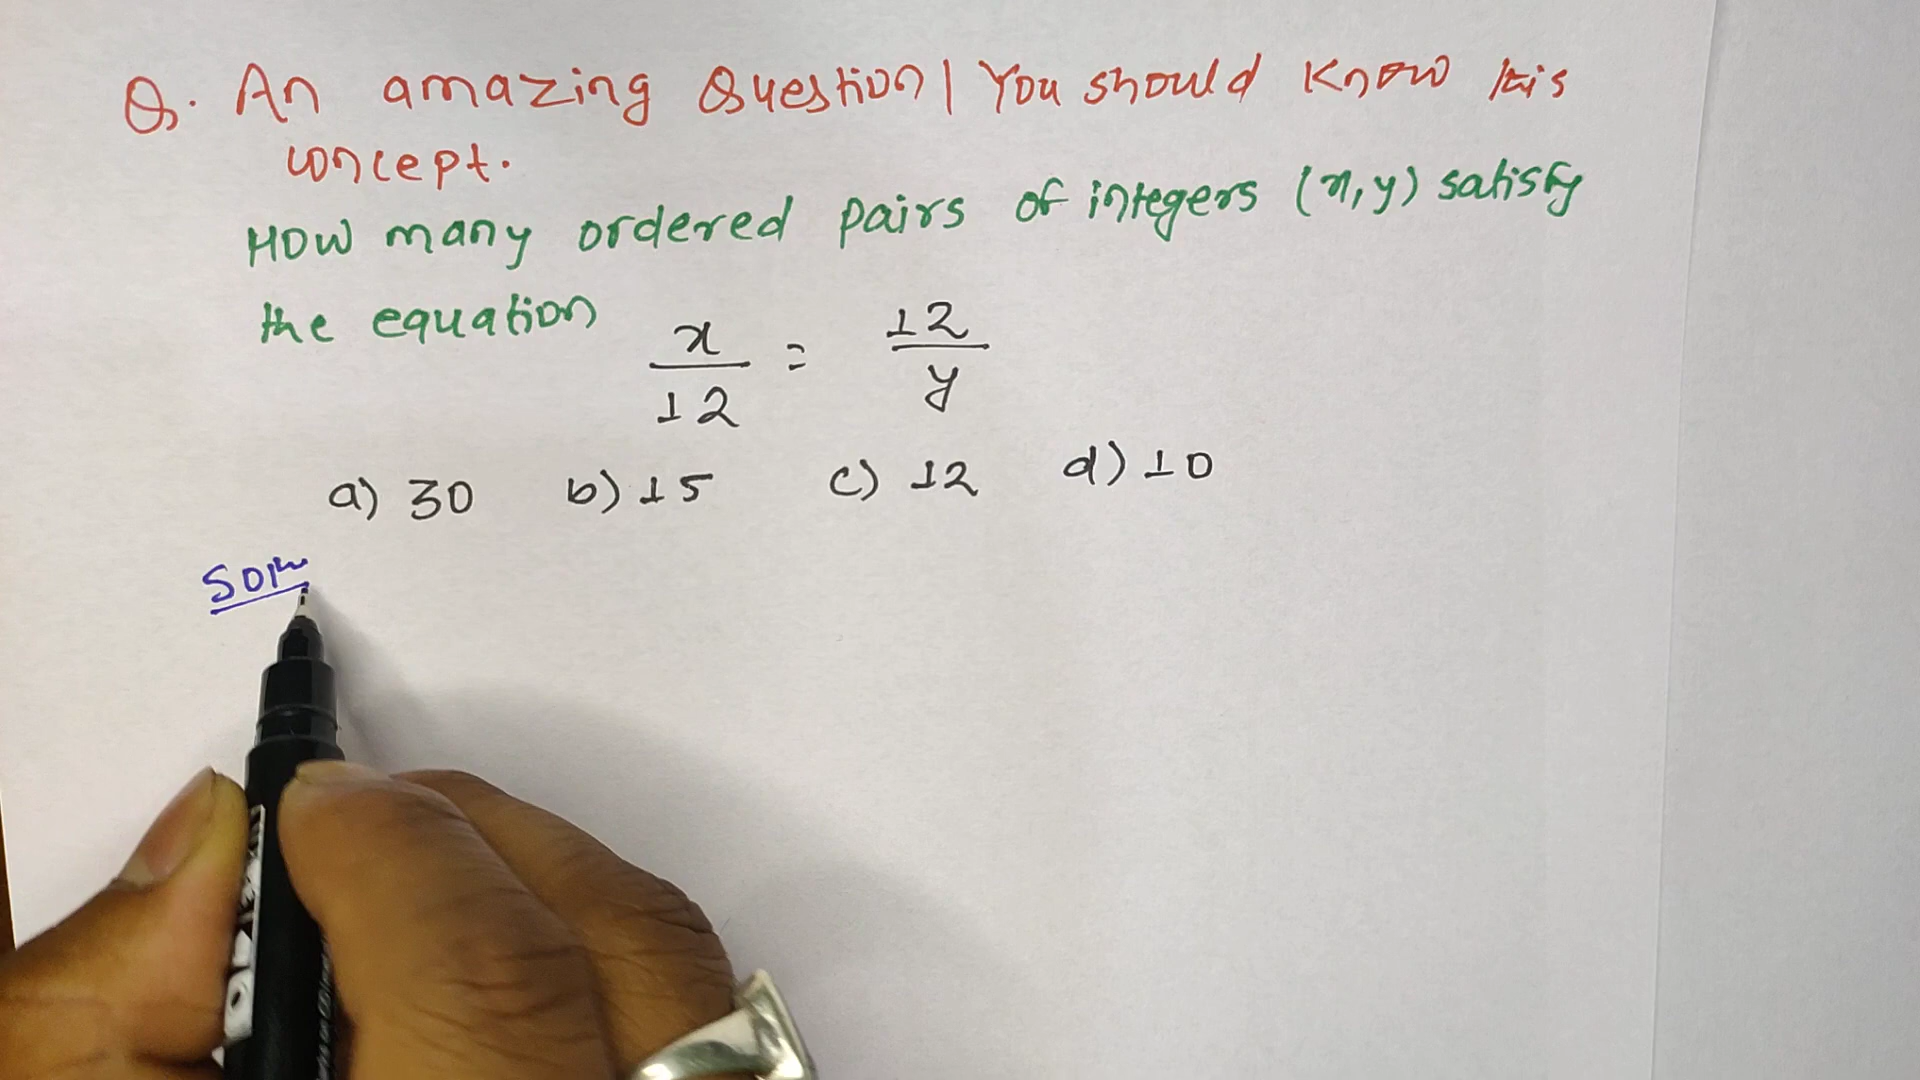 Q. An amazing Question | You should know this
concept.
How many ordered pairs of integers (x,y) satisfy
the equation x/12 = 12/y
a) 30 b) 15 c) 12 d) 10
Soln